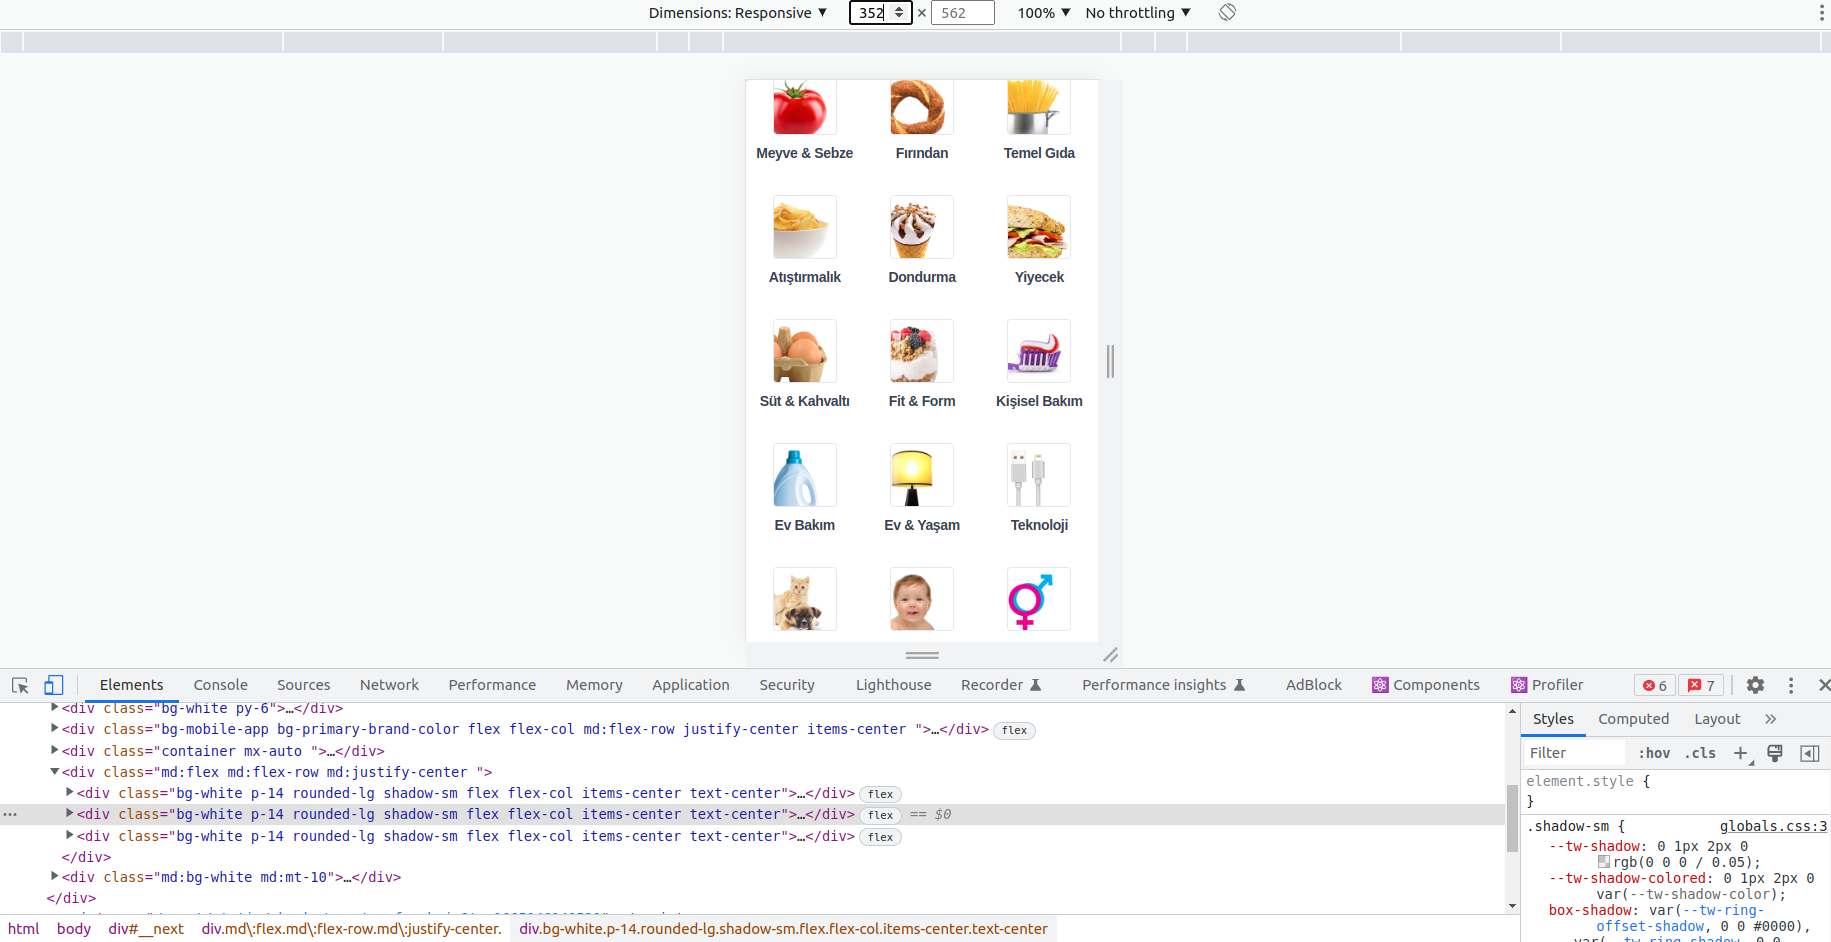 Dimensions: Responsive ▼ 352 × 562 100% ▼ No throttling ▼
Meyve & Sebze Fırından Temel Gıda
Atıştırmalık Dondurma Yiyecek
Süt & Kahvaltı Fit & Form Kişisel Bakım
Ev Bakım Ev & Yaşam Teknoloji
Elements Console Sources Network Performance Memory Application Security Lighthouse Recorder Performance insights AdBlock Components Profiler 6 7
<div class="bg-white py-6">…</div>
<div class="bg-mobile-app bg-primary-brand-color flex flex-col md:flex-row justify-center items-center ">…</div> flex
<div class="container mx-auto ">…</div>
<div class="md:flex md:flex-row md:justify-center ">
<div class="bg-white p-14 rounded-lg shadow-sm flex flex-col items-center text-center">…</div> flex
<div class="bg-white p-14 rounded-lg shadow-sm flex flex-col items-center text-center">…</div> flex == $0
<div class="bg-white p-14 rounded-lg shadow-sm flex flex-col items-center text-center">…</div> flex
</div>
<div class="md:bg-white md:mt-10">…</div>
</div>
html body div#__next div.md\:flex.md\:flex-row.md\:justify-center. div.bg-white.p-14.rounded-lg.shadow-sm.flex.flex-col.items-center.text-center
Styles Computed Layout »
Filter :hov .cls +
element.style {
}
.shadow-sm { globals.css:3
--tw-shadow: 0 1px 2px 0
rgb(0 0 0 / 0.05);
--tw-shadow-colored: 0 1px 2px 0
var(--tw-shadow-color);
box-shadow: var(--tw-ring-
offset-shadow, 0 0 #0000),
var(--tw-ring-shadow, 0 0